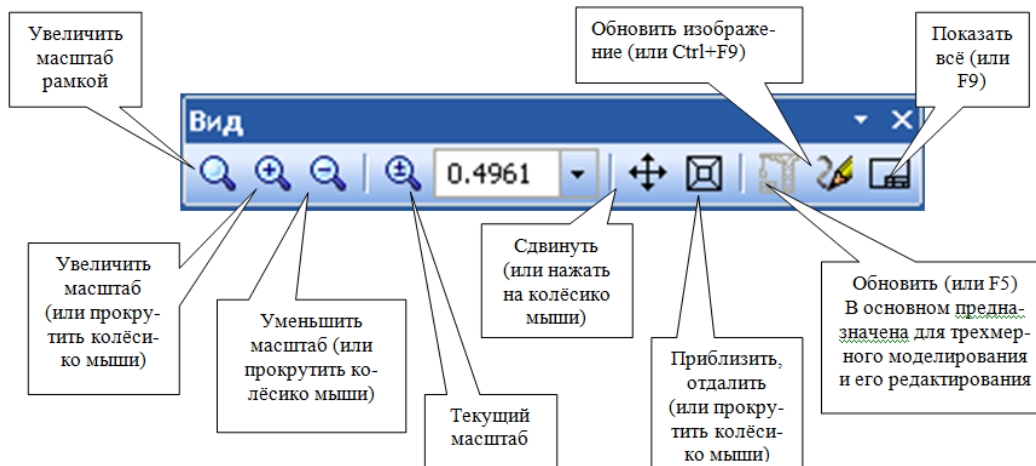 Увеличить
масштаб
рамкой
Обновить изображе-
ние (или Ctrl+F9)
Показать
всё (или
F9)
Вид
0.4961
Увеличить
масштаб
(или прокру-
тить колёси-
ко мыши)
Уменьшить
масштаб (или
прокрутить ко-
лёсико мыши)
Текущий
масштаб
Сдвинуть
(или нажать
на колёсико
мыши)
Приблизить,
отдалить
(или прокру-
тить колёси-
ко мыши)
Обновить (или F5)
В основном предна-
значена для трехмер-
ного моделирования
и его редактирования